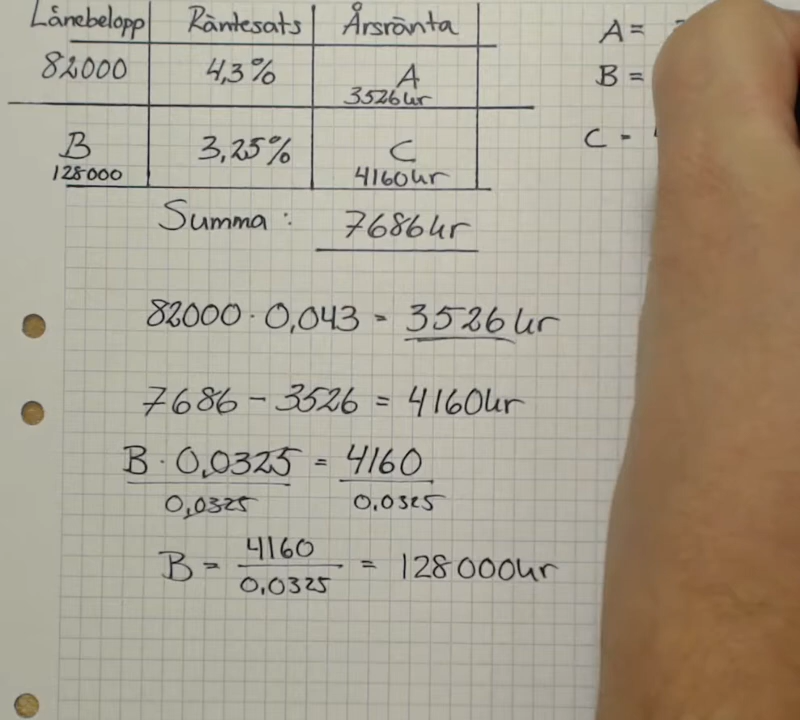 Lånebelopp Räntesats Årsränta
82000 4,3% A
3526kr
B 3,25% C
128000 4160kr
Summa: 7686kr
A=
B=
C=
82000·0,043 = 3526kr
7686-3526 = 4160kr
B·0,0325 = 4160
0,0325 0,0325
B = 4160 = 128000kr
0,0325